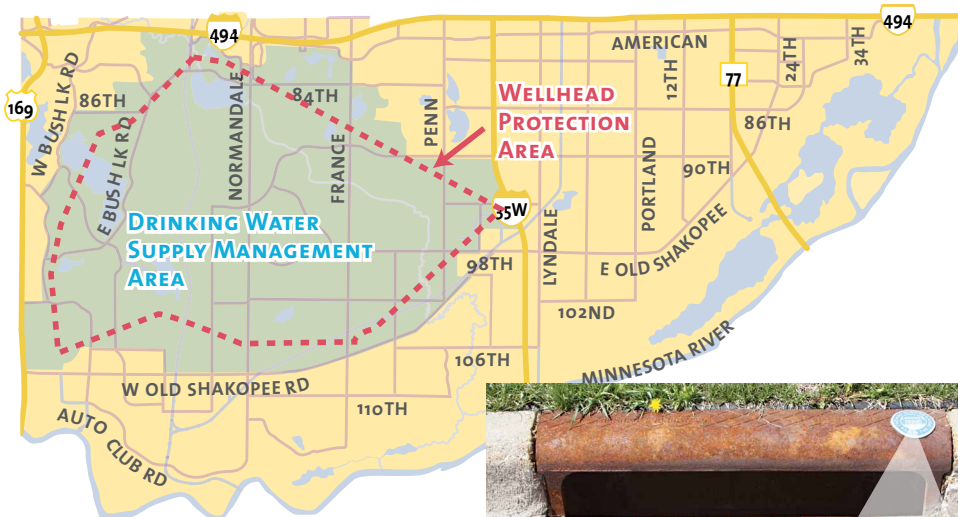 494
494
AMERICAN
34TH
24TH
12TH
77
169
W BUSH LK RD
86TH
84TH
PENN
WELLHEAD
PROTECTION
AREA
86TH
E BUSH LK RD
NORMANDALE
FRANCE
PORTLAND
90TH
35W
LYNDALE
DRINKING WATER
SUPPLY MANAGEMENT
AREA
98TH
E OLD SHAKOPEE
102ND
MINNESOTA RIVER
106TH
W OLD SHAKOPEE RD
110TH
AUTO CLUB RD